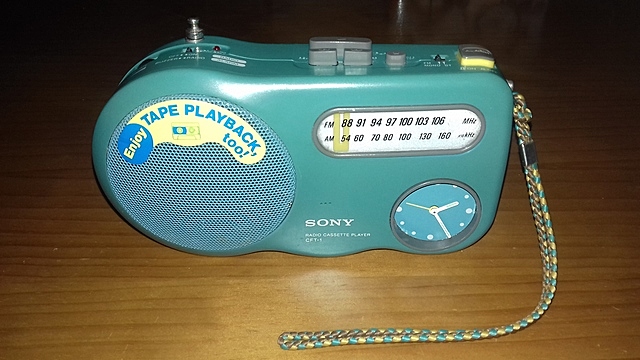 Enjoy
TAPE PLAYBACK,
too!
FM 88 91 94 97 100 103 106 MHz
AM 54 60 70 80 100 130 160
SONY
RADIO CASSETTE PLAYER
CFT-1